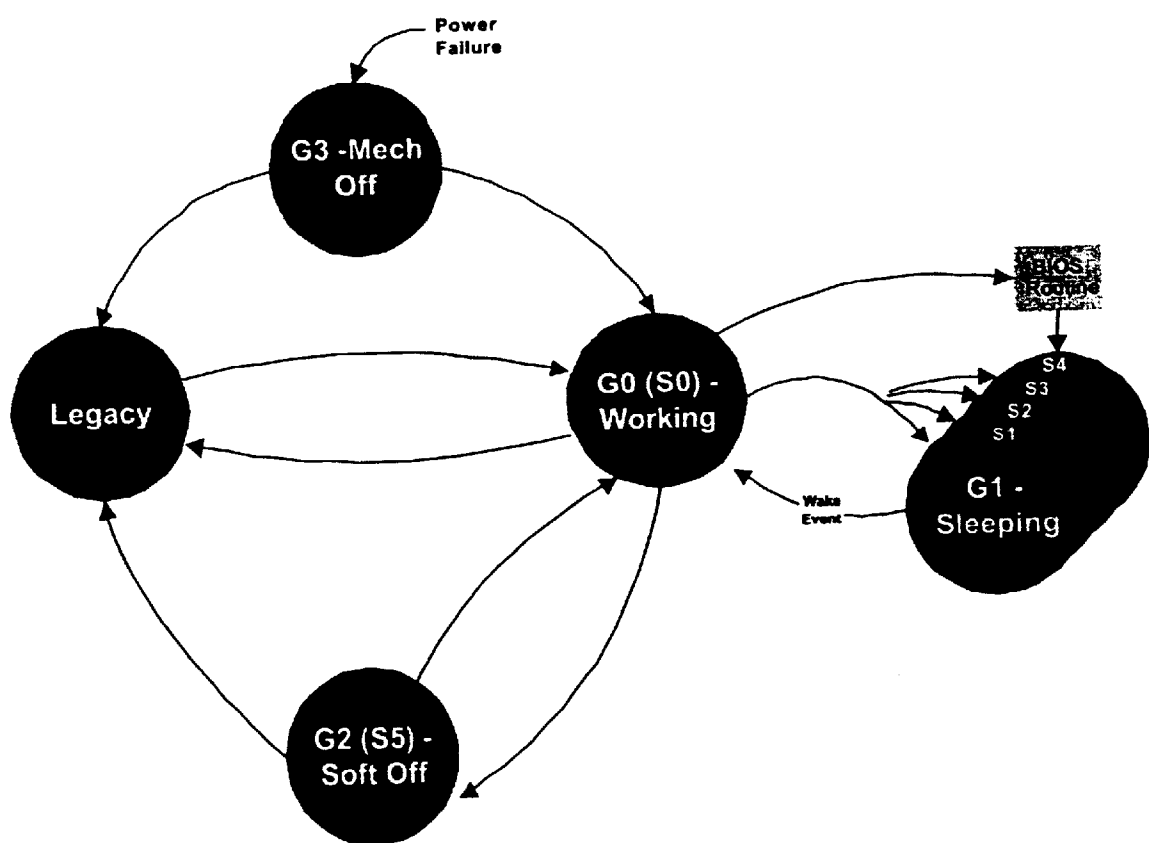 Power
Failure
G3 -Mech
Off
BIOS
Routine
Legacy
G0 (S0) -
Working
S4
S3
S2
S1
G1 -
Sleeping
Wake
Event
G2 (S5) -
Soft Off